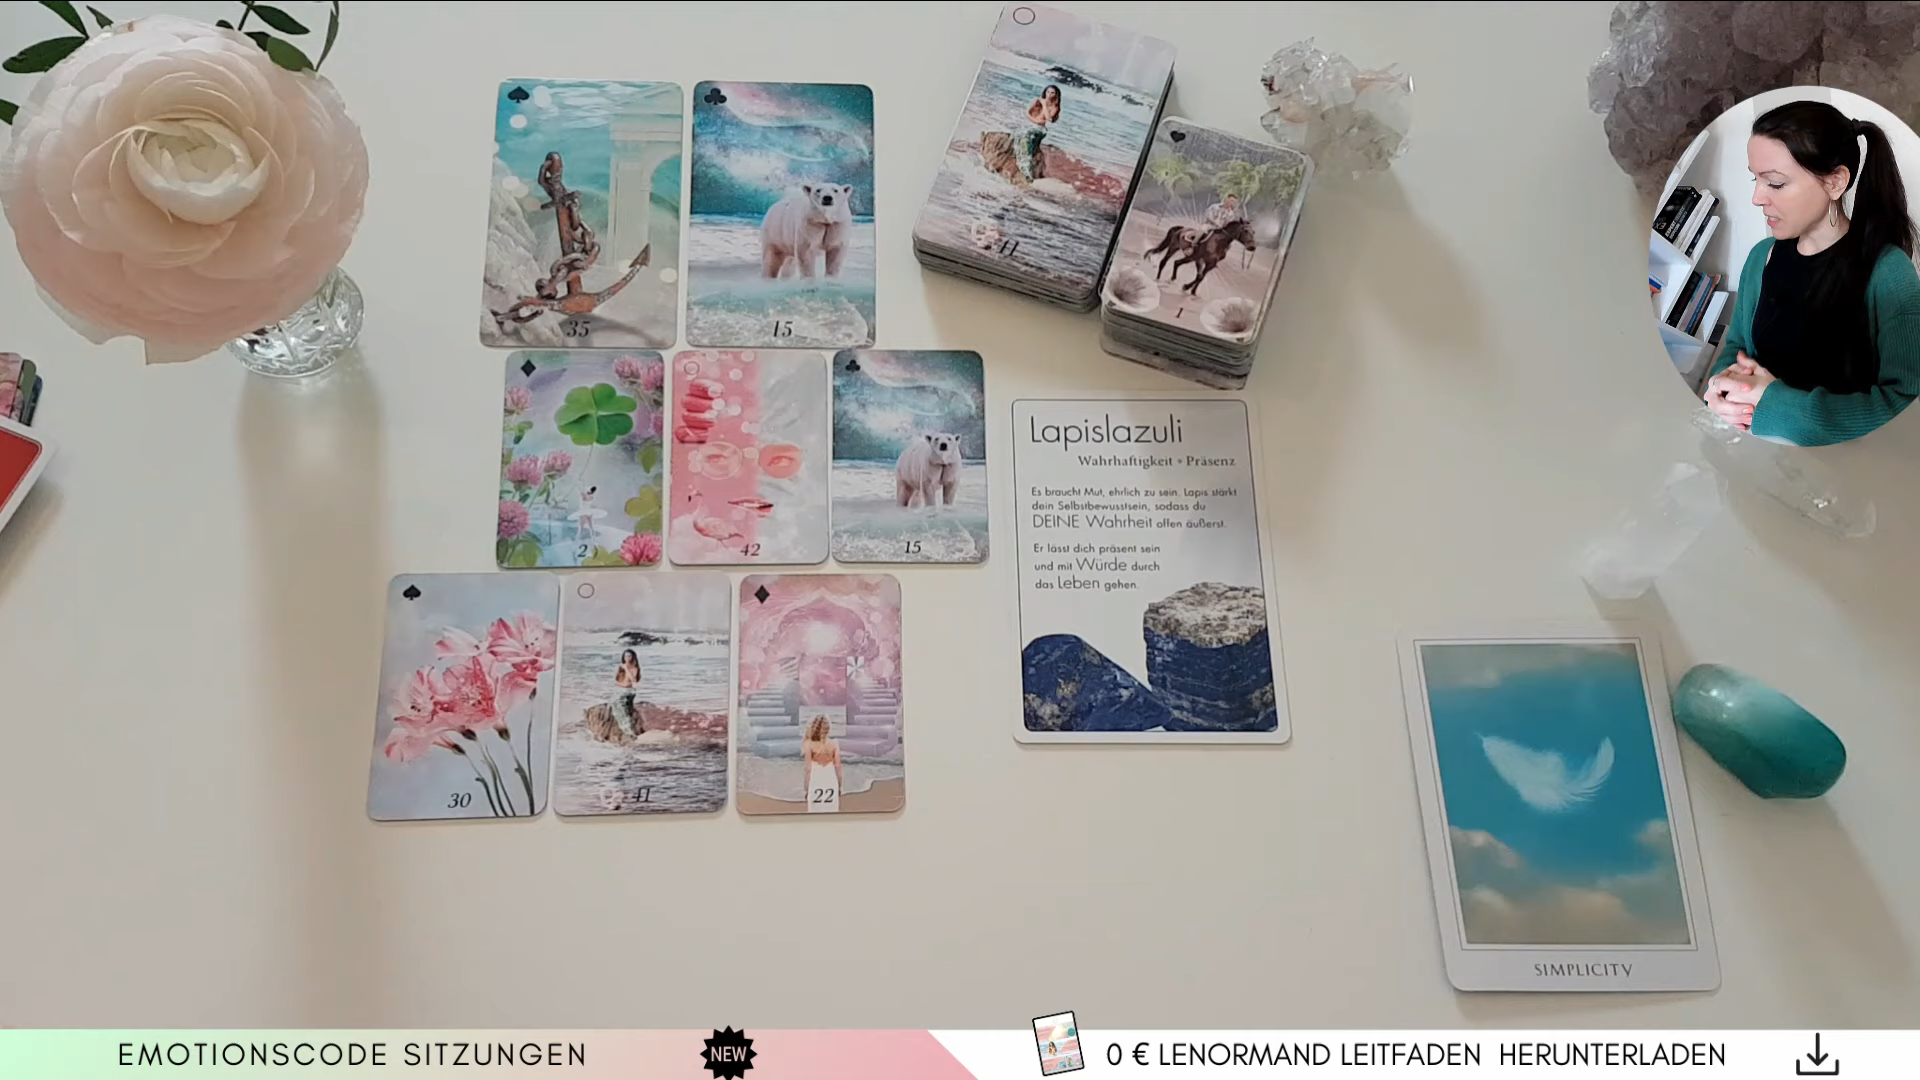 35
15
41
1
2
42
15
30
41
22
Lapislazuli
Wahrhaftigkeit • Präsenz
Es braucht Mut, ehrlich zu sein. Lapis stärkt
dein Selbstbewusstsein, sodass du
DEINE Wahrheit offen äußerst.
Er lässt dich präsent sein
und mit Würde durch
das Leben gehen.
SIMPLICITY
EMOTIONSCODE SITZUNGEN
NEW
0 € LENORMAND LEITFADEN HERUNTERLADEN